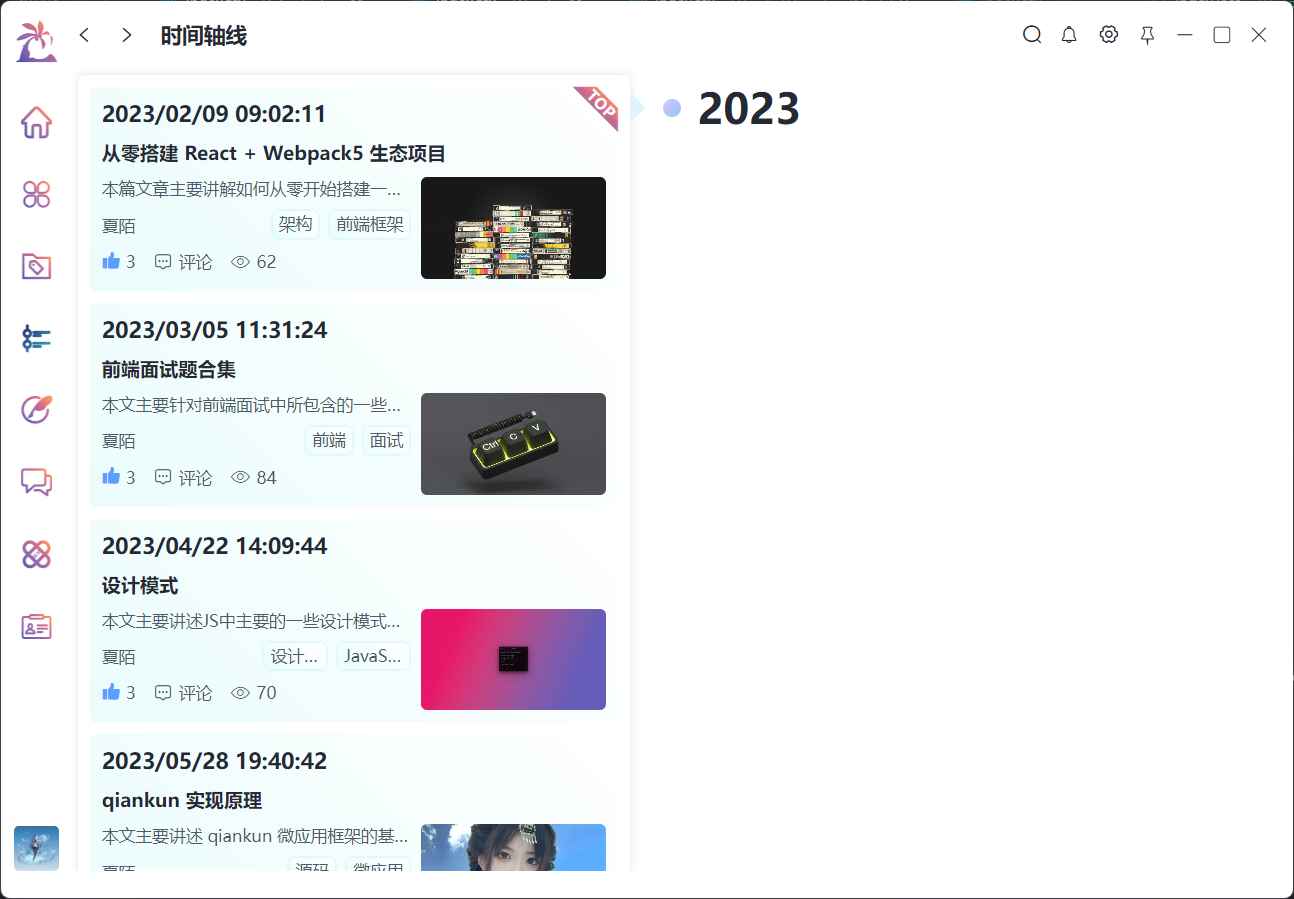 时间轴线
2023/02/09 09:02:11
TOP
2023
从零搭建 React + Webpack5 生态项目
本篇文章主要讲解如何从零开始搭建一...
夏陌 架构 前端框架
3 评论 62
2023/03/05 11:31:24
前端面试题合集
本文主要针对前端面试中所包含的一些...
夏陌 前端 面试
Ctrl C V
3 评论 84
2023/04/22 14:09:44
设计模式
本文主要讲述JS中主要的一些设计模式...
夏陌 设计... JavaS...
3 评论 70
2023/05/28 19:40:42
qiankun 实现原理
本文主要讲述 qiankun 微应用框架的基...
夏陌 源码 微应用